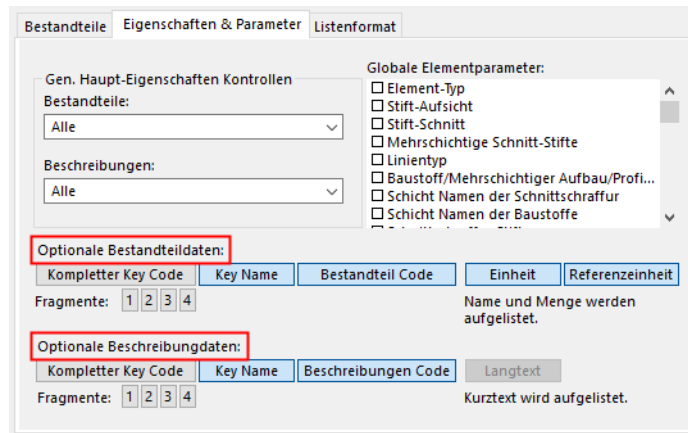 Bestandteile Eigenschaften & Parameter Listenformat
Gen. Haupt-Eigenschaften Kontrollen
Bestandteile:
Alle
Beschreibungen:
Alle
Globale Elementparameter:
Element-Typ
Stift-Aufsicht
Stift-Schnitt
Mehrschichtige Schnitt-Stifte
Linientyp
Baustoff/Mehrschichtiger Aufbau/Profi...
Schicht Namen der Schnittschraffur
Schicht Namen der Baustoffe
Optionale Bestandteildaten:
Kompletter Key Code Key Name Bestandteil Code Einheit Referenzeinheit
Fragmente: 1 2 3 4
Name und Menge werden
aufgelistet.
Optionale Beschreibungdaten:
Kompletter Key Code Key Name Beschreibungen Code Langtext
Fragmente: 1 2 3 4
Kurztext wird aufgelistet.